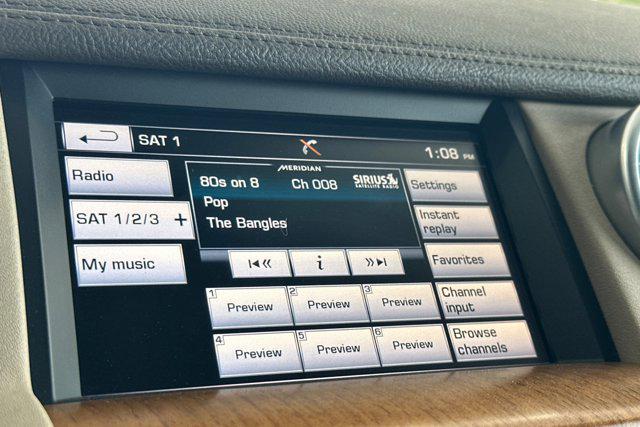 SAT 1
1:08 PM
Radio
SAT 1/2/3 +
My music
MERIDIAN
80s on 8 Ch 008 SIRIUS
SATELLITE RADIO
Pop
The Bangles
i
1 Preview
2 Preview
3 Preview
4 Preview
5 Preview
6 Preview
Settings
Instant
replay
Favorites
Channel
input
Browse
channels